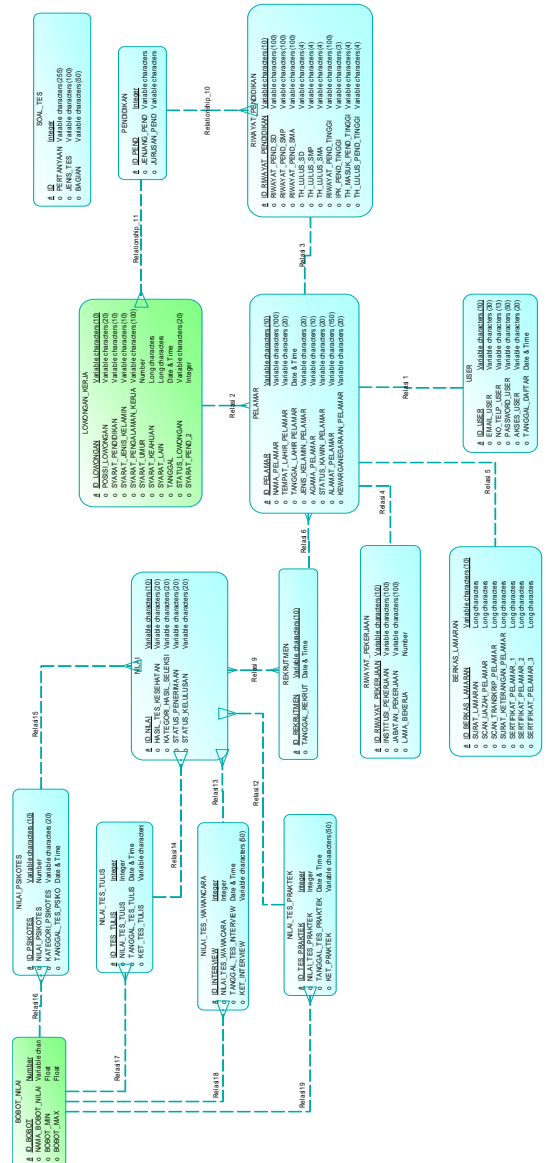 SOAL_TES
# ID Integer
o PERTANYAAN Variable characters (255)
o JENIS_TES Variable characters (100)
o BAGIAN Variable characters (50)
PENDIDIKAN
# ID_PEND Integer
o JENJANG_PEND Variable characters
o JURUSAN_PEND Variable characters
Relationship_10
RIWAYAT_PENDIDIKAN
# ID_RIWAYAT_PENDIDIKAN Variable characters (10)
o RIWAYAT_PEND_SD Variable characters (100)
o RIWAYAT_PEND_SMP Variable characters (100)
o RIWAYAT_PEND_SMA Variable characters (100)
o TH_LULUS_SD Variable characters (4)
o TH_LULUS_SMP Variable characters (4)
o TH_LULUS_SMA Variable characters (4)
o RIWAYAT_PEND_TINGGI Variable characters (100)
o IPK_PEND_TINGGI Variable characters (3)
o TH_MASUK_PEND_TINGGI Variable characters (4)
o TH_LULUS_PEND_TINGGI Variable characters (4)
Relationship_11
Relasi 3
LOWONGAN_KERJA
# ID_LOWONGAN Variable characters (10)
o POSISI_LOWONGAN Variable characters (20)
o SYARAT_PENDIDIKAN Variable characters (10)
o SYARAT_JENIS_KELAMIN Variable characters (10)
o SYARAT_PENGALAMAN_KERJA Variable characters (100)
o SYARAT_UMUR Number
o SYARAT_KEAHLIAN Long characters
o SYARAT_LAIN Long characters
o TANGGAL Date & Time
o STATUS_LOWONGAN Variable characters (20)
o SYARAT_PEND_2 Integer
Relasi 2
PELAMAR
# ID_PELAMAR Variable characters (10)
o NAMA_PELAMAR Variable characters (100)
o TEMPAT_LAHIR_PELAMAR Variable characters (20)
o TANGGAL_LAHIR_PELAMAR Date & Time
o JENIS_KELAMIN_PELAMAR Variable characters (20)
o AGAMA_PELAMAR Variable characters (10)
o STATUS_KAWIN_PELAMAR Variable characters (20)
o ALAMAT_PELAMAR Variable characters (150)
o KEWARGANEGARAAN_PELAMAR Variable characters (20)
Relasi 1
USER
# ID_USER Variable characters (10)
o EMAIL_USER Variable characters (30)
o NO_TELP_USER Variable characters (13)
o PASSWORD_USER Variable characters (50)
o AKSES_USER Variable characters (20)
o TANGGAL_DAFTAR Date & Time
Relasi 6
Relasi 4
Relasi 5
NILAI
# ID_NILAI Variable characters (10)
o HASIL_TES_KESEHATAN Variable characters (20)
o KATEGORI_HASIL_SELEKSI Variable characters (20)
o STATUS_PENERIMAAN Variable characters (20)
o STATUS_KELULUSAN Variable characters (20)
Relasi 9
REKRUTMEN
# ID_REKRUTMEN Variable characters (10)
o TANGGAL_REKRUT Date & Time
RIWAYAT_PEKERJAAN
# ID_RIWAYAT_PEKERJAAN Variable characters (10)
o INSTITUSI_PEKERJAAN Variable characters (100)
o JABATAN_PEKERJAAN Variable characters (100)
o LAMA_BEKERJA Number
BERKAS_LAMARAN
# ID_BERKAS_LAMARAN Variable characters (10)
o SURAT_LAMARAN Long characters
o SCAN_IJAZAH_PELAMAR Long characters
o SCAN_TRANSKRIP_PELAMAR Long characters
o SURAT_KETERANGAN_PELAMAR Long characters
o SERTIFIKAT_PELAMAR_1 Long characters
o SERTIFIKAT_PELAMAR_2 Long characters
o SERTIFIKAT_PELAMAR_3 Long characters
Relasi15
Relasi14
Relasi13
Relasi12
NILAI_PSIKOTES
# ID_PSIKOTES Variable characters (10)
o NILAI_PSIKOTES Number
o KATEGORI_PSIKOTES Variable characters (20)
o TANGGAL_TES_PSIKO Date & Time
NILAI_TES_TULIS
# ID_TES_TULIS Integer
o NILAI_TES_TULIS Integer
o TANGGAL_TES_TULIS Date & Time
o KET_TES_TULIS Variable characters
NILAI_TES_WAWANCARA
# ID_INTERVIEW Integer
o NILAI_TES_WAWANCARA Integer
o TANGGAL_TES_INTERVIEW Date & Time
o KET_INTERVIEW Variable characters (50)
NILAI_TES_PRAKTEK
# ID_TES_PRAKTEK Integer
o NILAI_TES_PRAKTEK Integer
o TANGGAL_TES_PRAKTEK Date & Time
o KET_PRAKTEK Variable characters (50)
Relasi16
Relasi17
Relasi18
Relasi19
BOBOT_NILAI
# ID_BOBOT Number
o NAMA_BOBOT_NILAI Variable chan
o BOBOT_MIN Float
o BOBOT_MAX Float